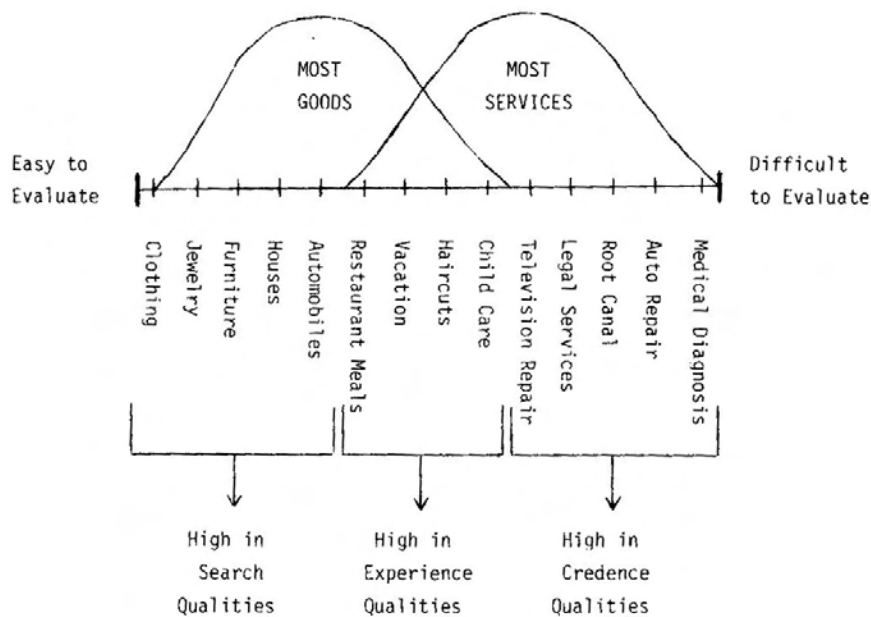 MOST
GOODS
MOST
SERVICES
Easy to
Evaluate
Difficult
to Evaluate
Clothing
Jewelry
Furniture
Houses
Automobiles
Restaurant Meals
Vacation
Haircuts
Child Care
Television Repair
Legal Services
Root Canal
Auto Repair
Medical Diagnosis
High in
Search
Qualities
High in
Experience
Qualities
High in
Credence
Qualities